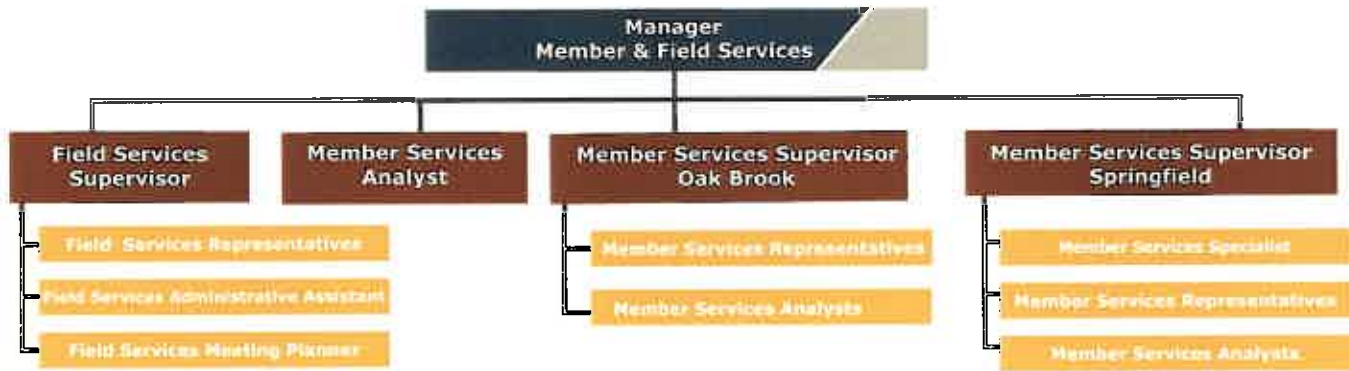 Manager
Member & Field Services
Field Services
Supervisor
Member Services
Analyst
Member Services Supervisor
Oak Brook
Member Services Supervisor
Springfield
Field Services Representatives
Field Services Administrative Assistant
Field Services Meeting Planner
Member Services Representatives
Member Services Analysts
Member Services Specialist
Member Services Representatives
Member Services Analysts